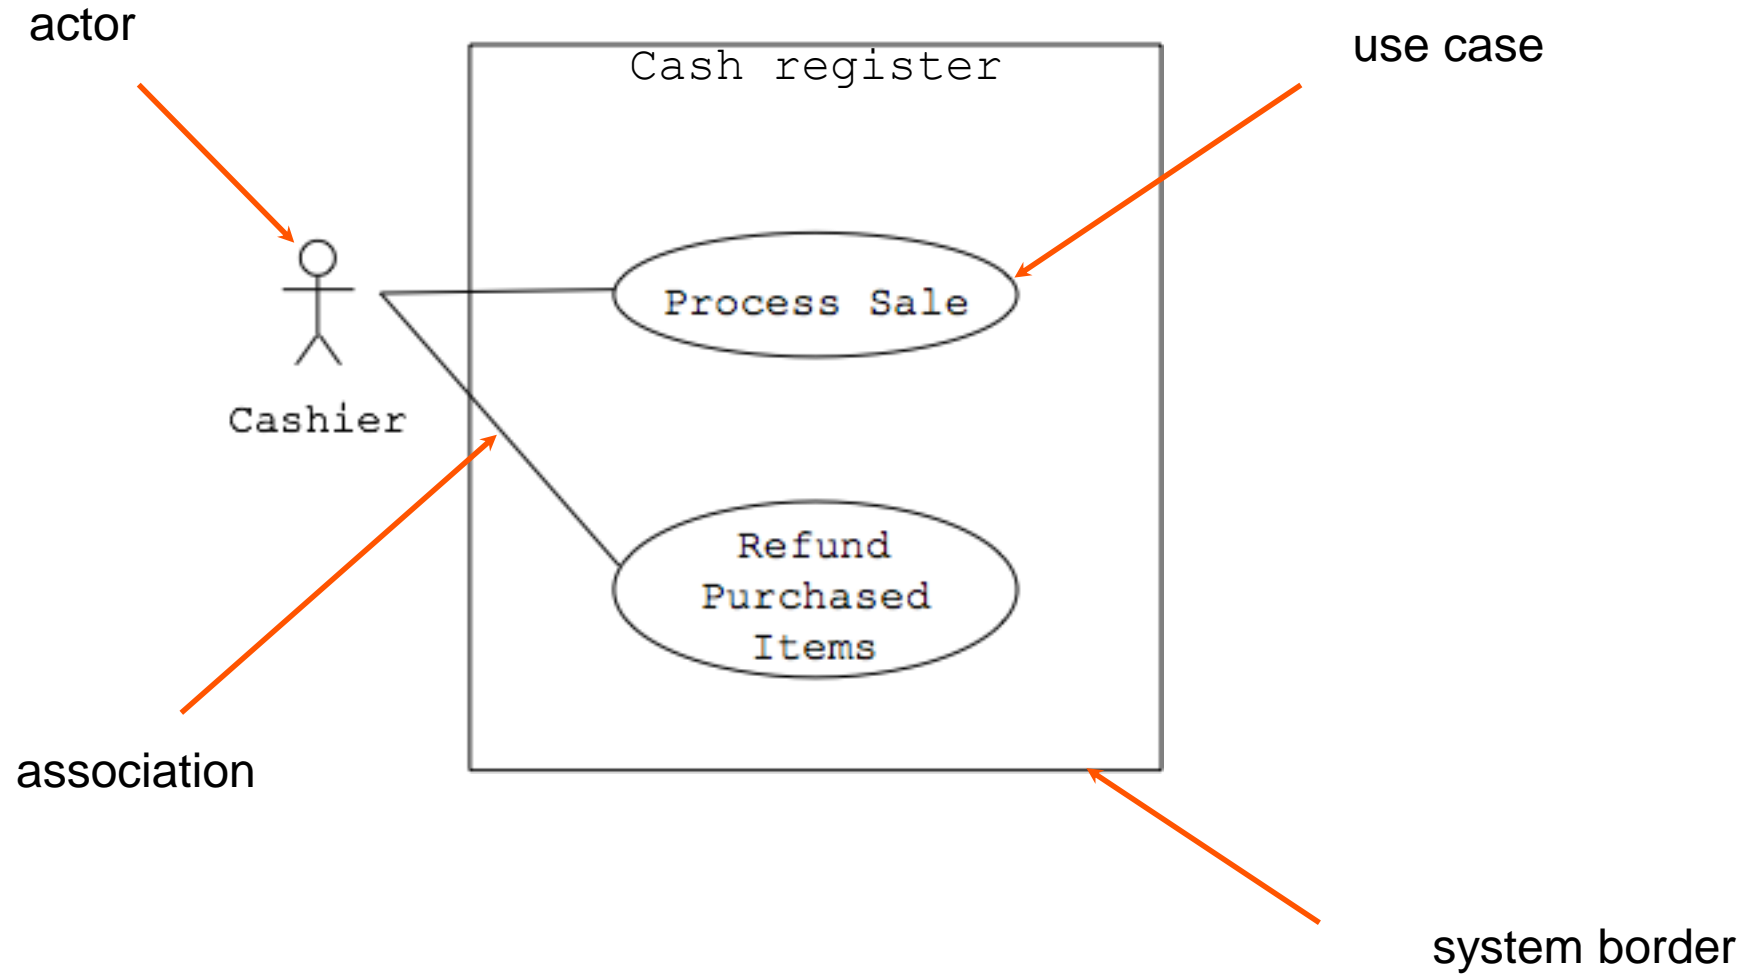 actor
use case
Cash register
Process Sale
Cashier
Refund
Purchased
Items
association
system border